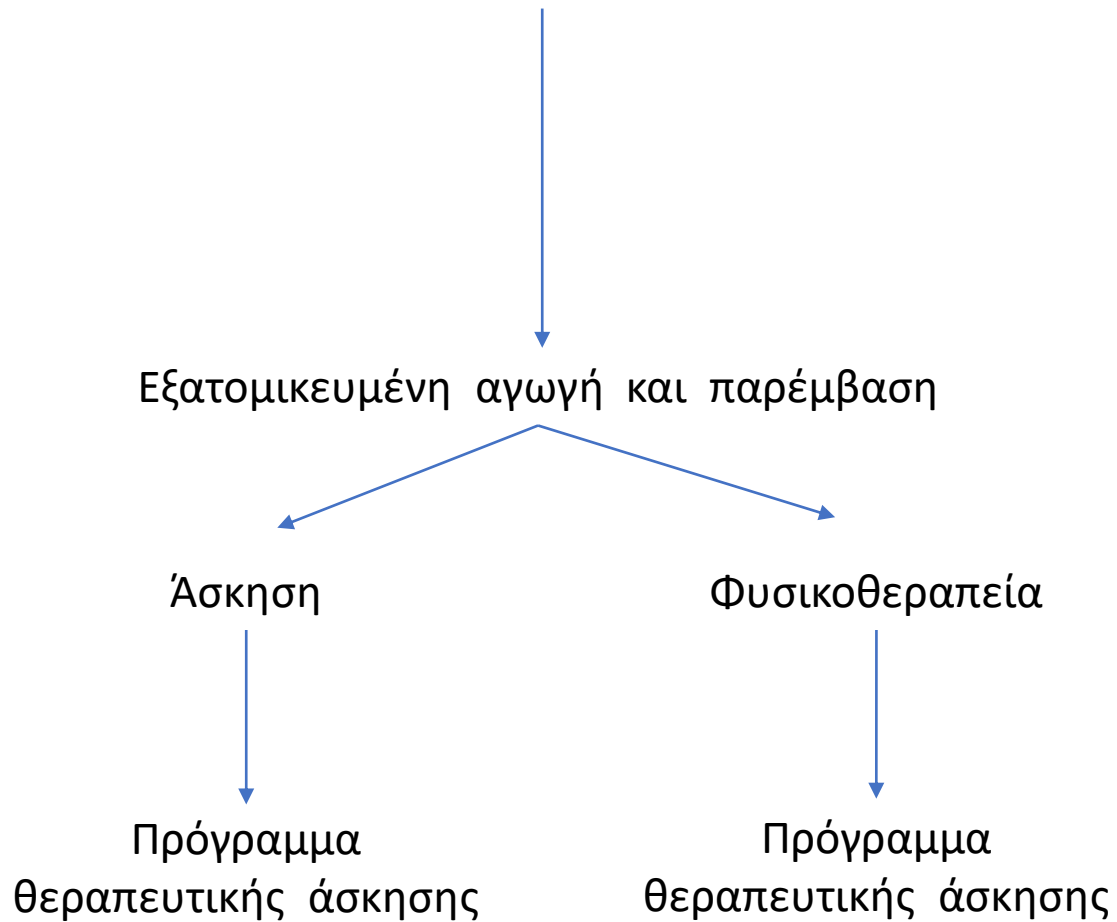 Εξατομικευμένη αγωγή και παρέμβαση
Άσκηση
Φυσικοθεραπεία
Πρόγραμμα
θεραπευτικής άσκησης
Πρόγραμμα
θεραπευτικής άσκησης